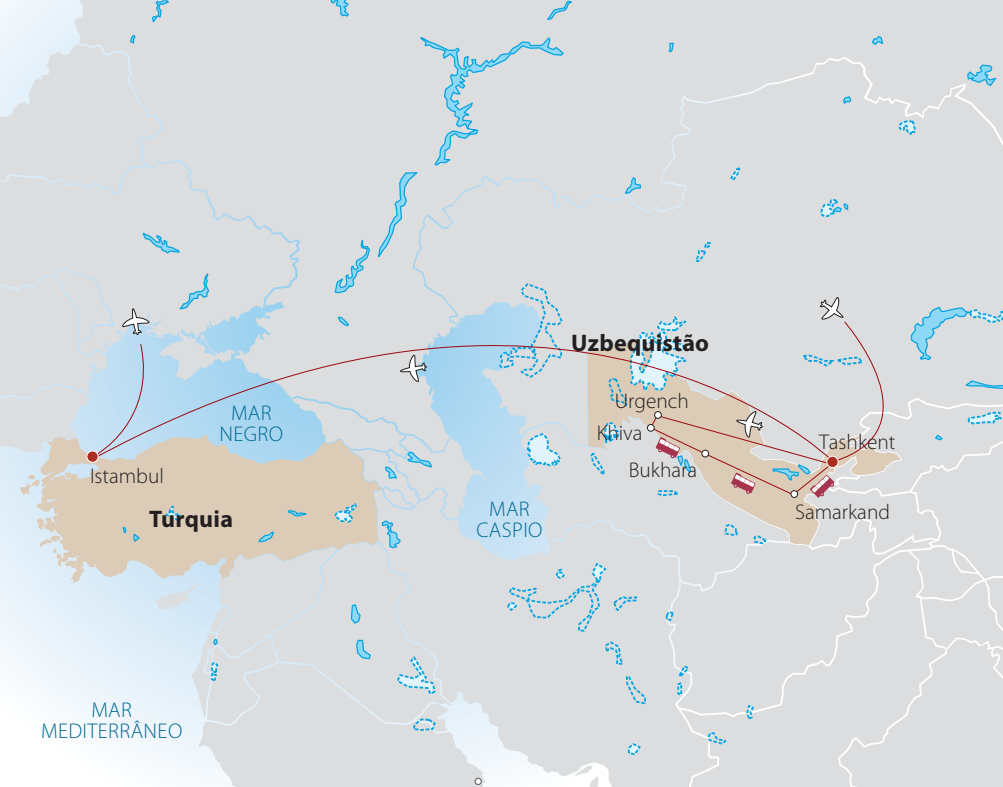 Uzbequistão
Urgench
MAR
NEGRO
Khiva
Tashkent
Bukhara
Istambul
MAR
CASPIO
Samarkand
Turquia
MAR
MEDITERRÂNEO